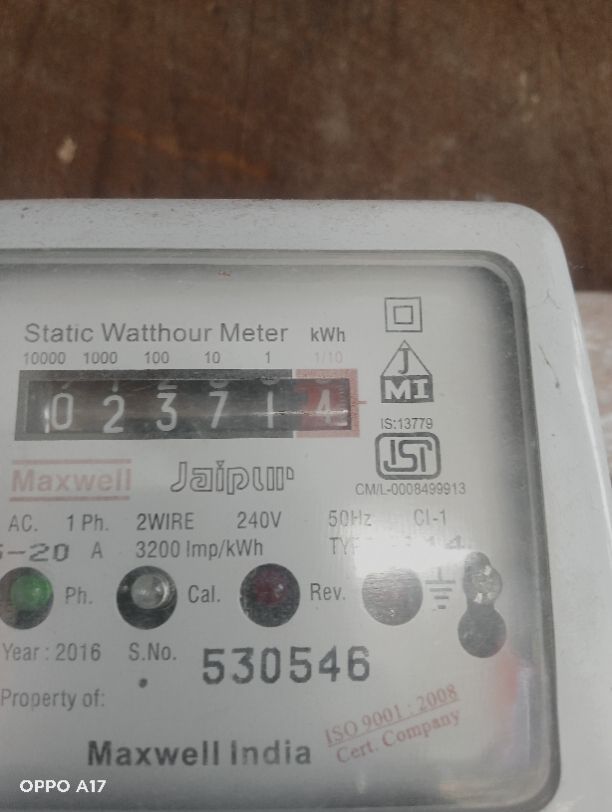 Static Watthour Meter kWh
10000 1000 100 10 1 1/10
0 2 3 7 1 4
J
MI
IS:13779
ISI
CM/L-0008499913
Maxwell Jaipur
AC. 1 Ph. 2WIRE 240V 50Hz Cl-1
-20 A 3200 Imp/kWh
Ph. Cal. Rev.
Year : 2016 S.No. 530546
Property of:
ISO 9001 : 2008
Cert. Company
Maxwell India
OPPO A17